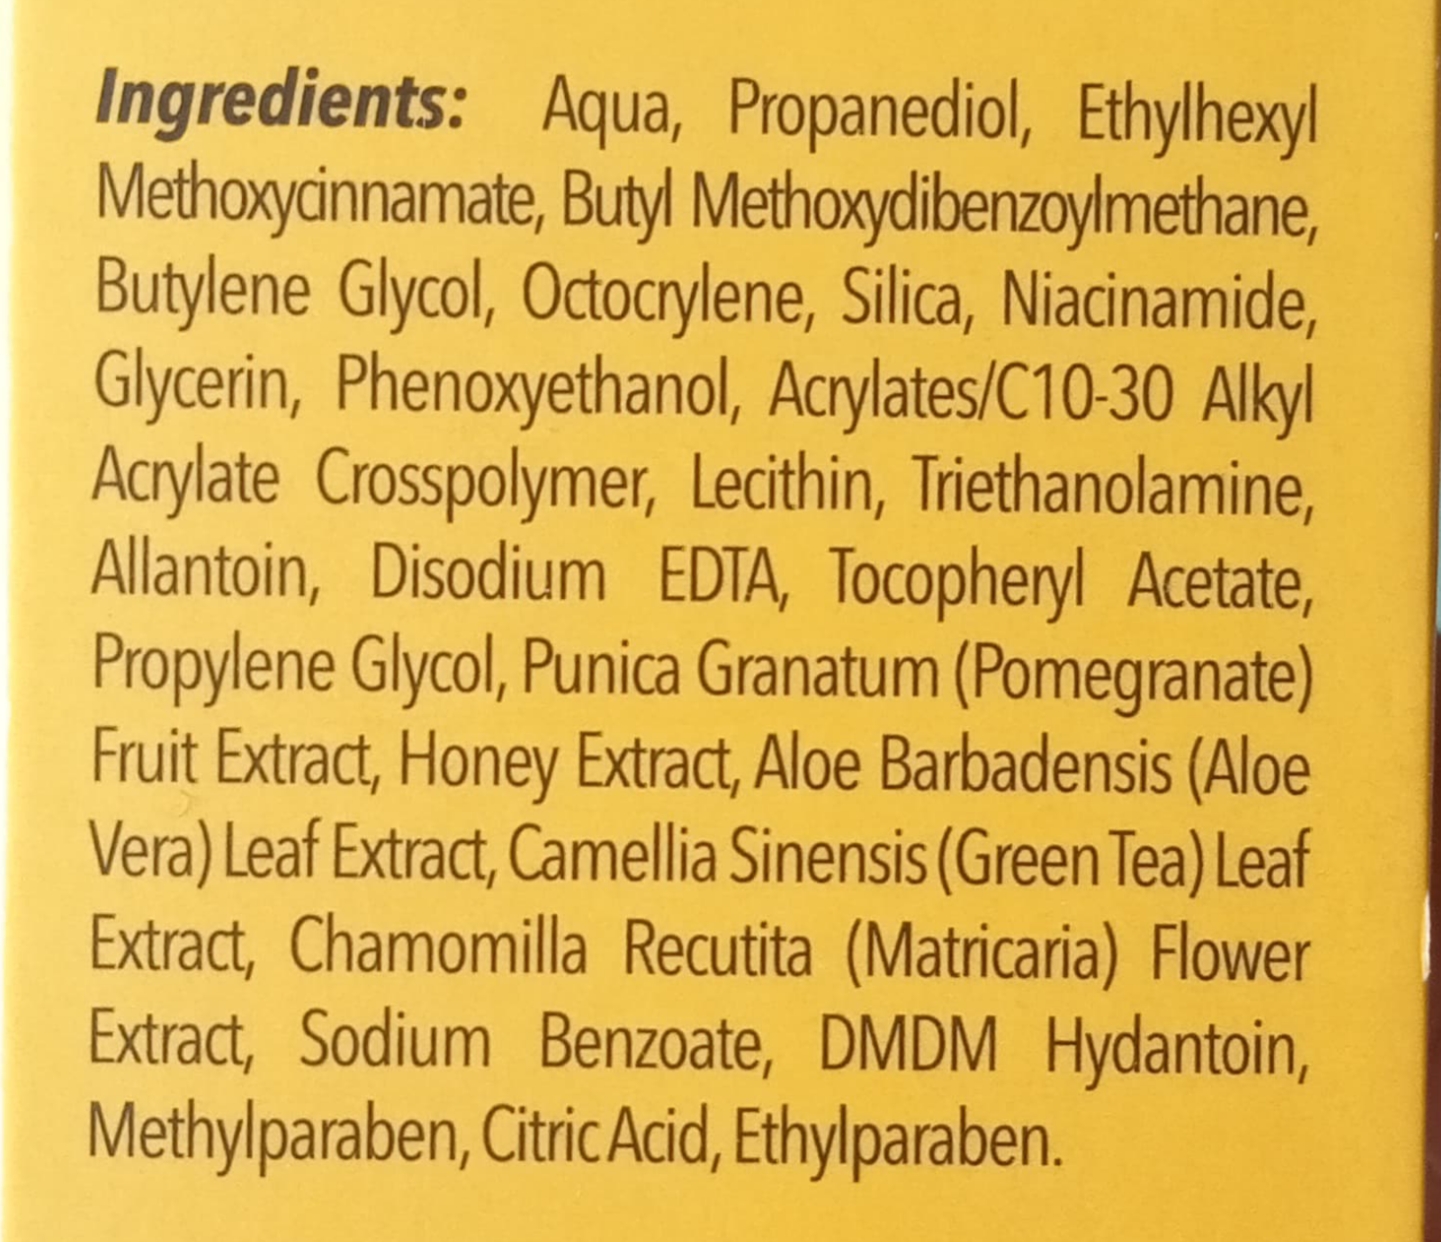 Ingredients: Aqua, Propanediol, Ethylhexyl
Methoxycinnamate, Butyl Methoxydibenzoylmethane,
Butylene Glycol, Octocrylene, Silica, Niacinamide,
Glycerin, Phenoxyethanol, Acrylates/C10-30 Alkyl
Acrylate Crosspolymer, Lecithin, Triethanolamine,
Allantoin, Disodium EDTA, Tocopheryl Acetate,
Propylene Glycol, Punica Granatum (Pomegranate)
Fruit Extract, Honey Extract, Aloe Barbadensis (Aloe
Vera) Leaf Extract, Camellia Sinensis (Green Tea) Leaf
Extract, Chamomilla Recutita (Matricaria) Flower
Extract, Sodium Benzoate, DMDM Hydantoin,
Methylparaben, Citric Acid, Ethylparaben.